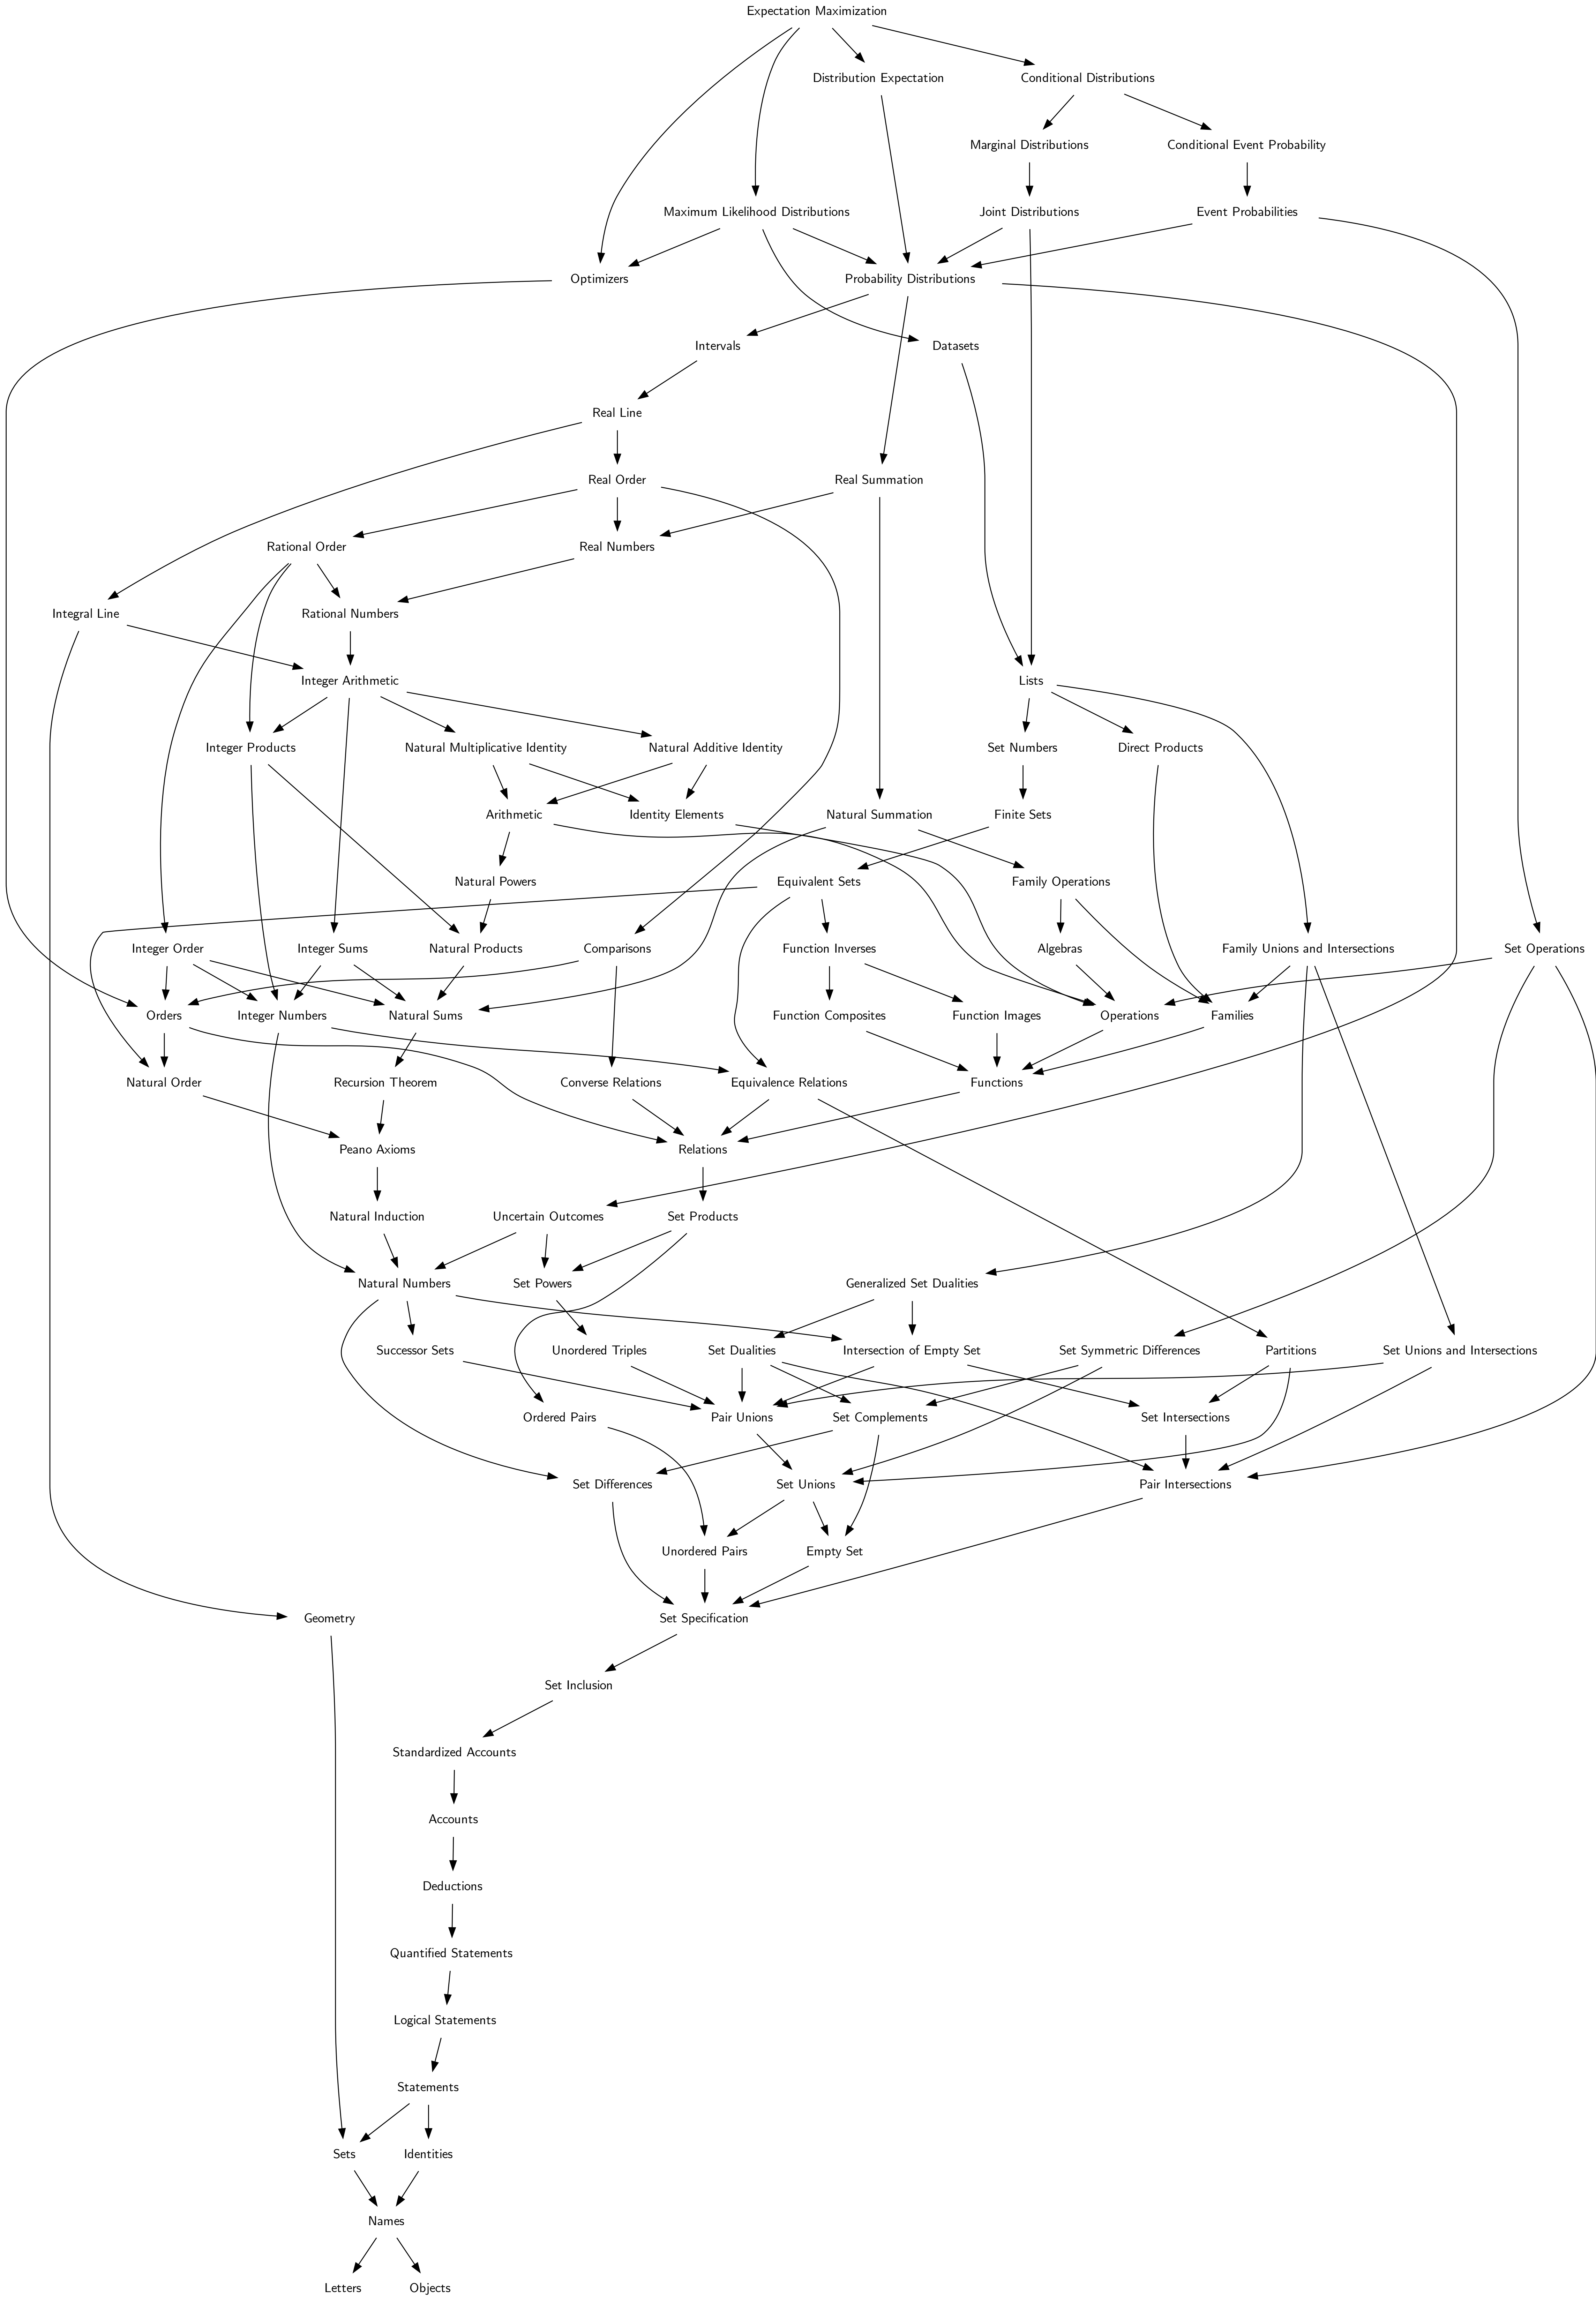 Expectation Maximization
Distribution Expectation
Conditional Distributions
Marginal Distributions
Conditional Event Probability
Maximum Likelihood Distributions
Joint Distributions
Event Probabilities
Optimizers
Probability Distributions
Intervals
Datasets
Real Line
Real Order
Real Summation
Rational Order
Real Numbers
Integral Line
Rational Numbers
Integer Arithmetic
Lists
Integer Products
Natural Multiplicative Identity
Natural Additive Identity
Set Numbers
Direct Products
Arithmetic
Identity Elements
Natural Summation
Finite Sets
Natural Powers
Equivalent Sets
Family Operations
Integer Order
Integer Sums
Natural Products
Comparisons
Function Inverses
Algebras
Family Unions and Intersections
Set Operations
Orders
Integer Numbers
Natural Sums
Function Composites
Function Images
Operations
Families
Natural Order
Recursion Theorem
Converse Relations
Equivalence Relations
Functions
Peano Axioms
Relations
Natural Induction
Uncertain Outcomes
Set Products
Natural Numbers
Set Powers
Generalized Set Dualities
Successor Sets
Unordered Triples
Set Dualities
Intersection of Empty Set
Set Symmetric Differences
Partitions
Set Unions and Intersections
Ordered Pairs
Pair Unions
Set Complements
Set Intersections
Set Differences
Set Unions
Pair Intersections
Unordered Pairs
Empty Set
Geometry
Set Specification
Set Inclusion
Standardized Accounts
Accounts
Deductions
Quantified Statements
Logical Statements
Statements
Sets
Identities
Names
Letters
Objects